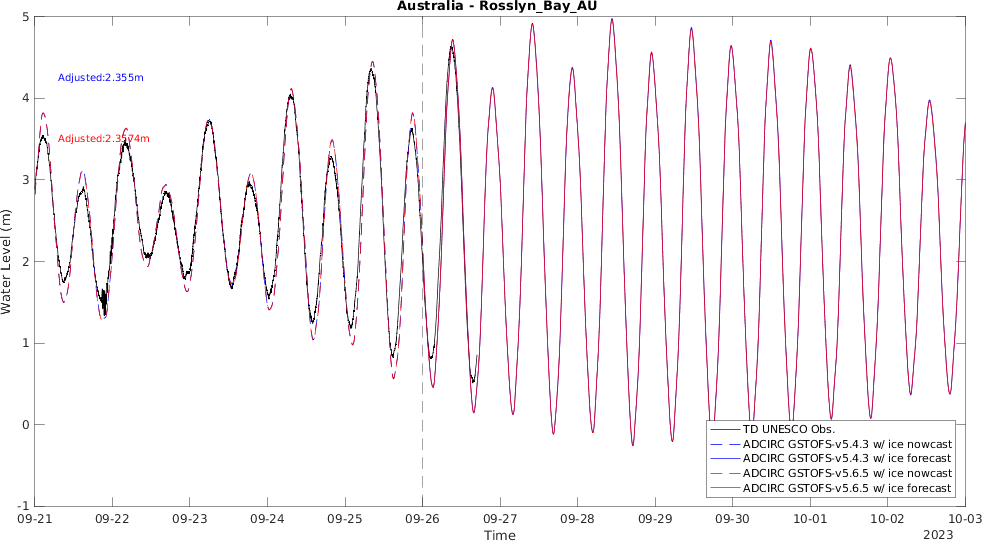 Australia - Rosslyn_Bay_AU
5
4
3
2
1
0
-1
Water Level (m)
Adjusted:2.355m
Adjusted:2.3574m
TD UNESCO Obs.
ADCIRC GSTOFS-v5.4.3 w/ ice nowcast
ADCIRC GSTOFS-v5.4.3 w/ ice forecast
ADCIRC GSTOFS-v5.6.5 w/ ice nowcast
ADCIRC GSTOFS-v5.6.5 w/ ice forecast
09-21 09-22 09-23 09-24 09-25 09-26 09-27 09-28 09-29 09-30 10-01 10-02 10-03
Time
2023